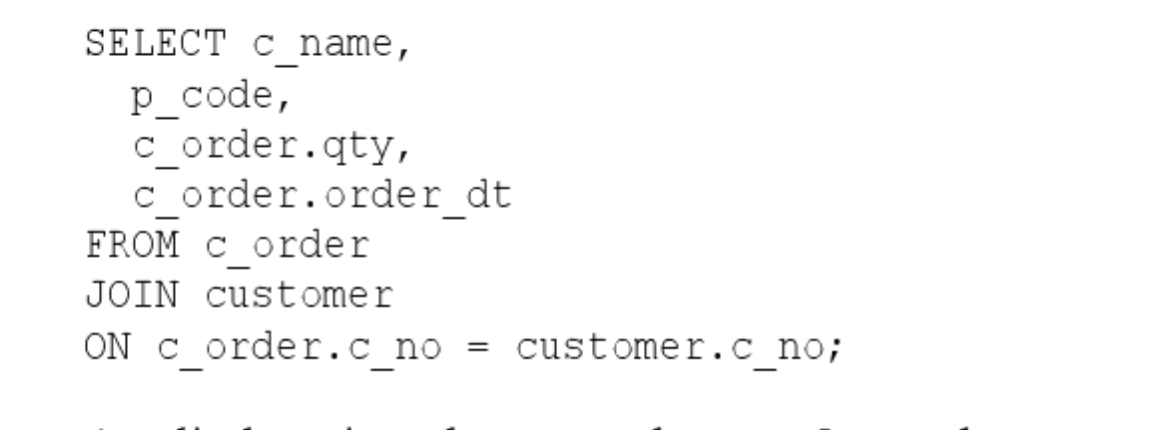 SELECT c_name,
p_code,
c_order.qty,
c_order.order_dt
FROM c_order
JOIN customer
ON c_order.c_no = customer.c_no;